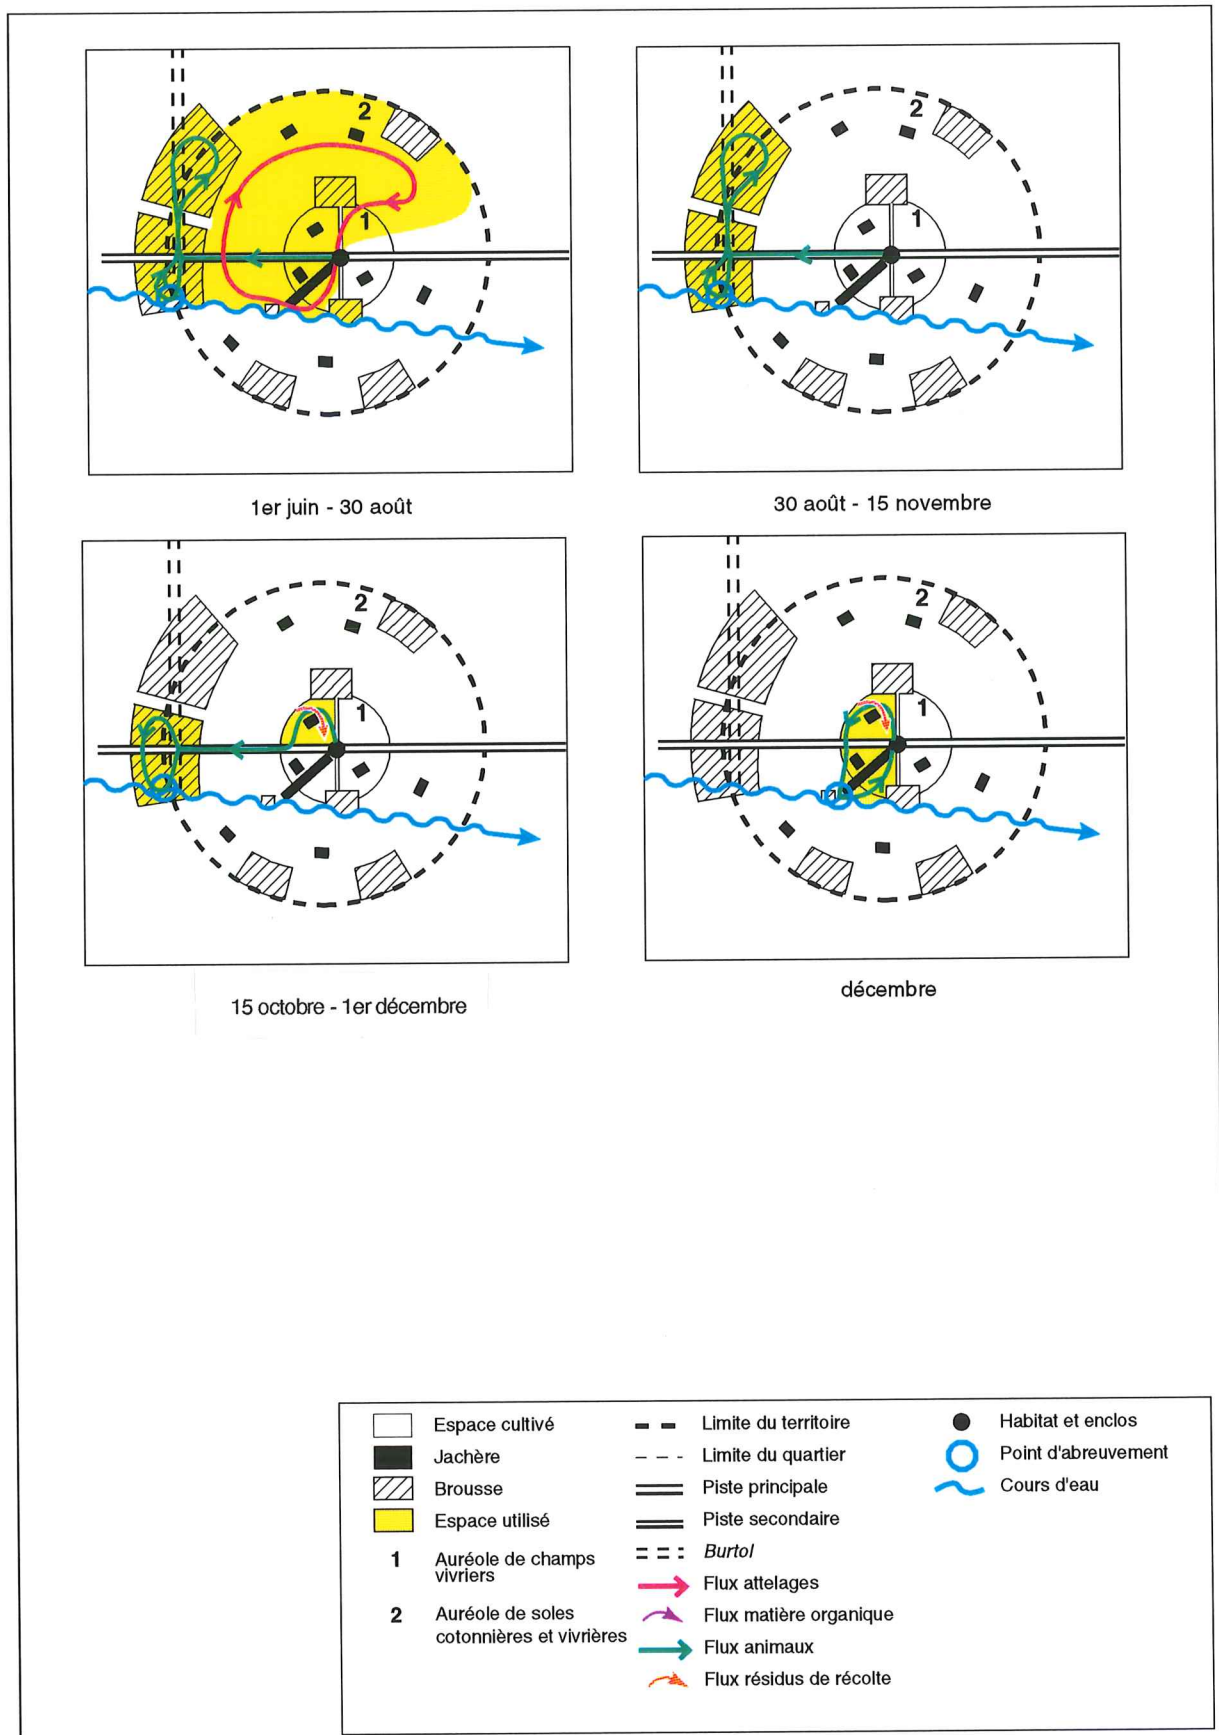 2
1
1er juin - 30 août
2
1
30 août - 15 novembre
2
1
15 octobre - 1er décembre
2
1
décembre
Espace cultivé
Jachère
Brousse
Espace utilisé
1 Auréole de champs
vivriers
2 Auréole de soles
cotonnières et vivrières
Limite du territoire
Limite du quartier
Piste principale
Piste secondaire
Burtol
Flux attelages
Flux matière organique
Flux animaux
Flux résidus de récolte
Habitat et enclos
Point d'abreuvement
Cours d'eau